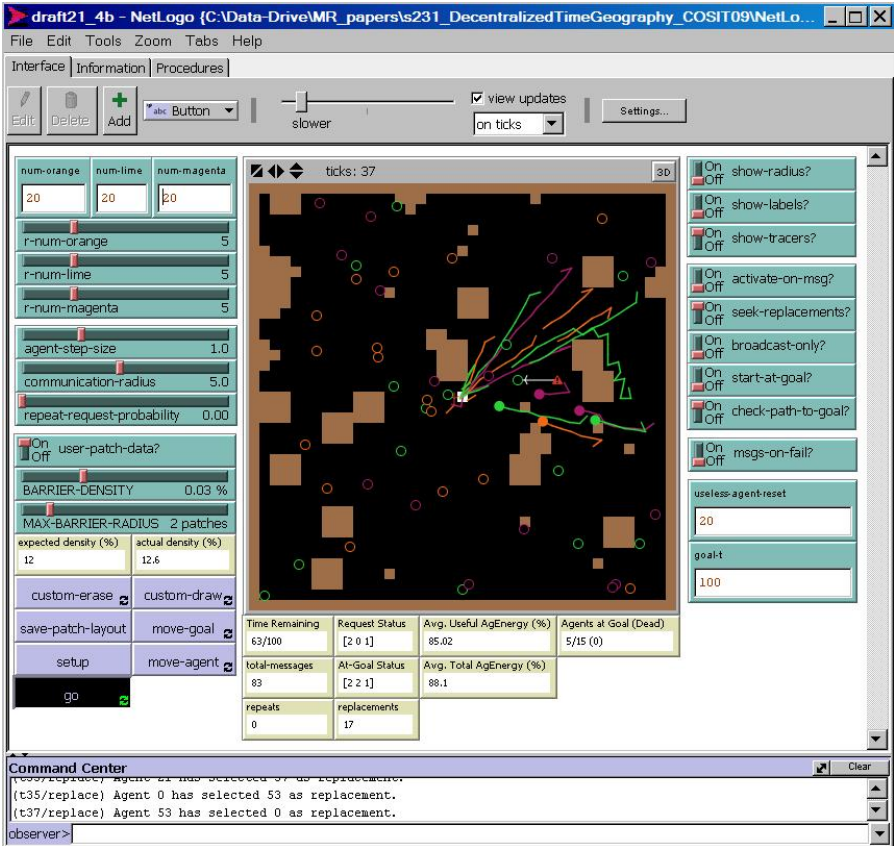 draft21_4b - NetLogo {C:\Data-Drive\MR_papers\s231_DecentralizedTimeGeography_COSIT09\NetLo...
File Edit Tools Zoom Tabs Help
Interface Information Procedures
Edit Delete Add abc Button slower view updates on ticks Settings...
num-orange num-lime num-magenta
20 20 20
r-num-orange 5
r-num-lime 5
r-num-magenta 5
agent-step-size 1.0
communication-radius 5.0
repeat-request-probability 0.00
On Off user-patch-data?
BARRIER-DENSITY 0.03 %
MAX-BARRIER-RADIUS 2 patches
expected density (%) actual density (%)
12 12.6
custom-erase custom-draw
save-patch-layout move-goal
setup move-agent
go
ticks: 37 3D
Time Remaining Request Status Avg. Useful AgEnergy (%) Agents at Goal (Dead)
63/100 [2 0 1] 85.02 5/15 (0)
total-messages At-Goal Status Avg. Total AgEnergy (%)
83 [2 2 1] 88.1
repeats replacements
0 17
On Off show-radius?
On Off show-labels?
On Off show-tracers?
On Off activate-on-msg?
On Off seek-replacements?
On Off broadcast-only?
On Off start-at-goal?
On Off check-path-to-goal?
On Off msgs-on-fail?
useless-agent-reset
20
goal-t
100
Command Center Clear
(t35/replace) Agent 0 has selected 53 as replacement.
(t37/replace) Agent 53 has selected 0 as replacement.
observer>